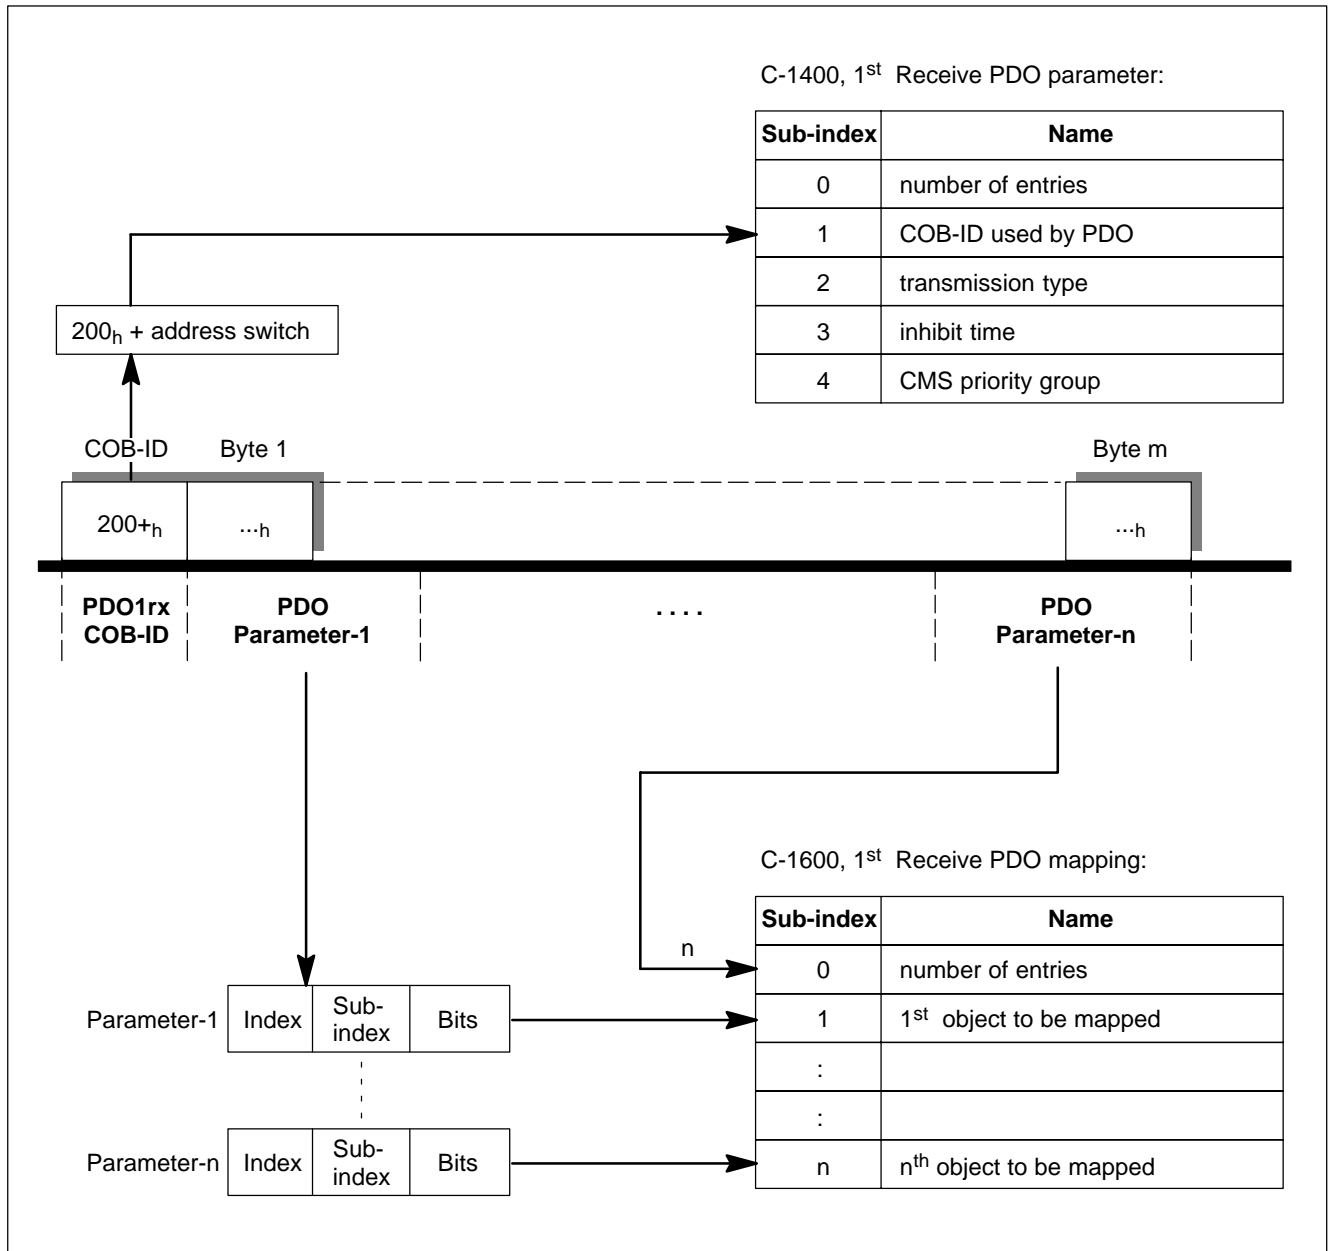 C-1400, 1st Receive PDO parameter:
Sub-index Name
0 number of entries
1 COB-ID used by PDO
2 transmission type
3 inhibit time
4 CMS priority group
200h + address switch
COB-ID Byte 1 Byte m
200+h ...h ...h
PDO1rx PDO .... PDO
COB-ID Parameter-1 Parameter-n
C-1600, 1st Receive PDO mapping:
Sub-index Name
n
0 number of entries
1 1st object to be mapped
:
:
n nth object to be mapped
Parameter-1 Index Sub- Bits
index
Parameter-n Index Sub- Bits
index